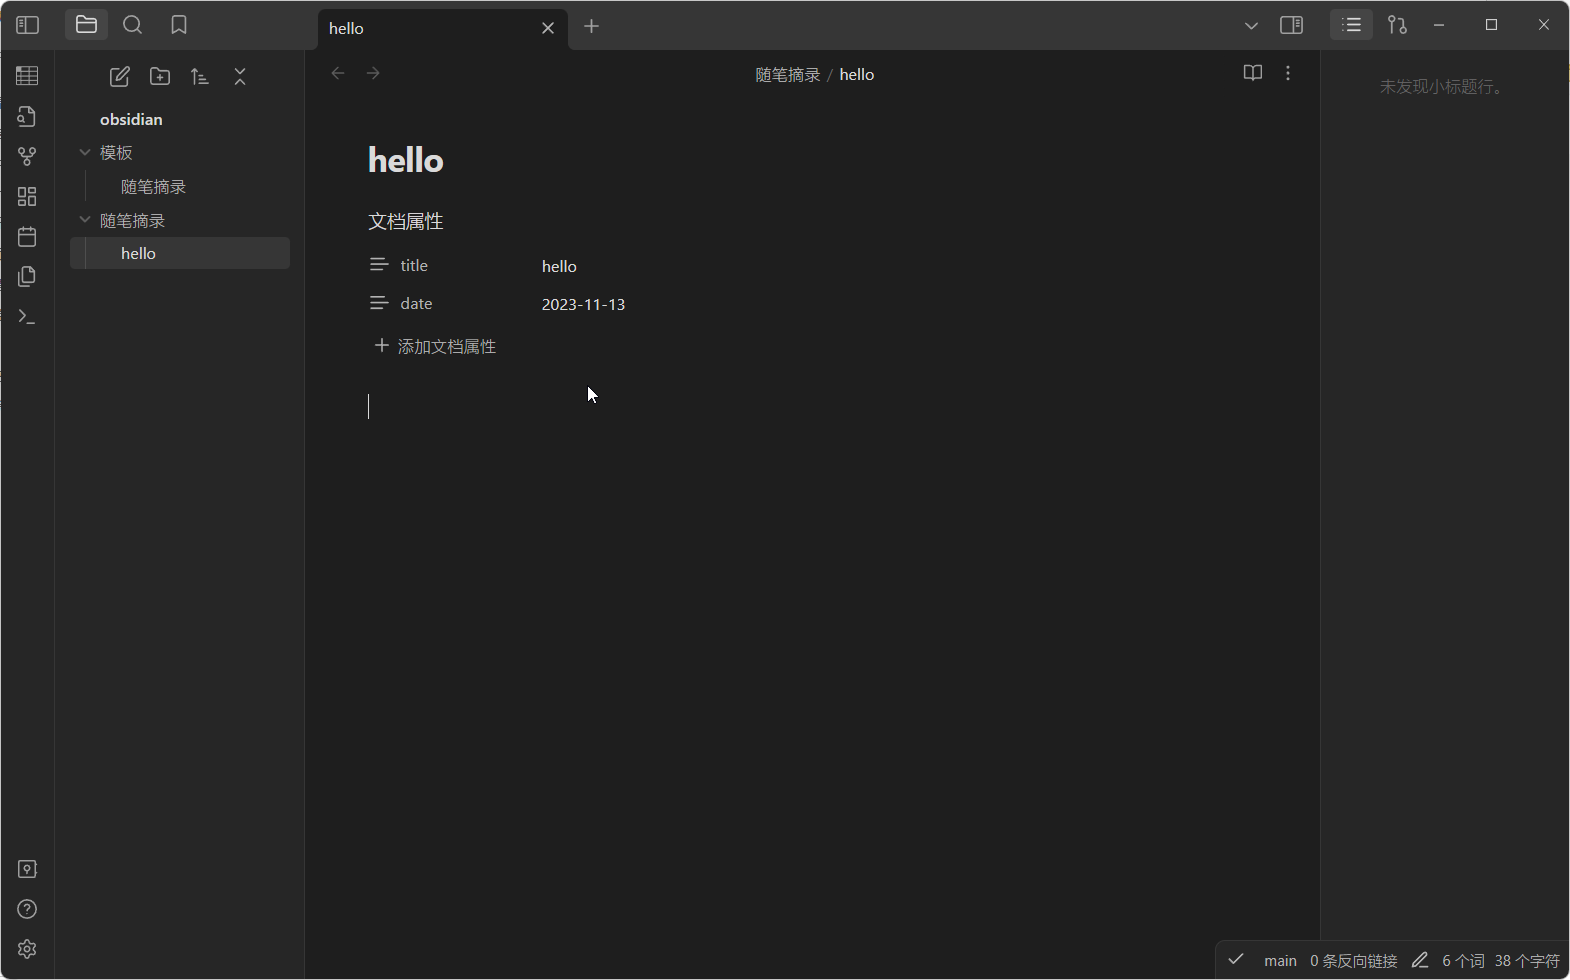 hello
随笔摘录 / hello
obsidian
模板
随笔摘录
随笔摘录
hello
hello
文档属性
title hello
date 2023-11-13
添加文档属性
未发现小标题行。
main 0 条反向链接 6 个词 38 个字符